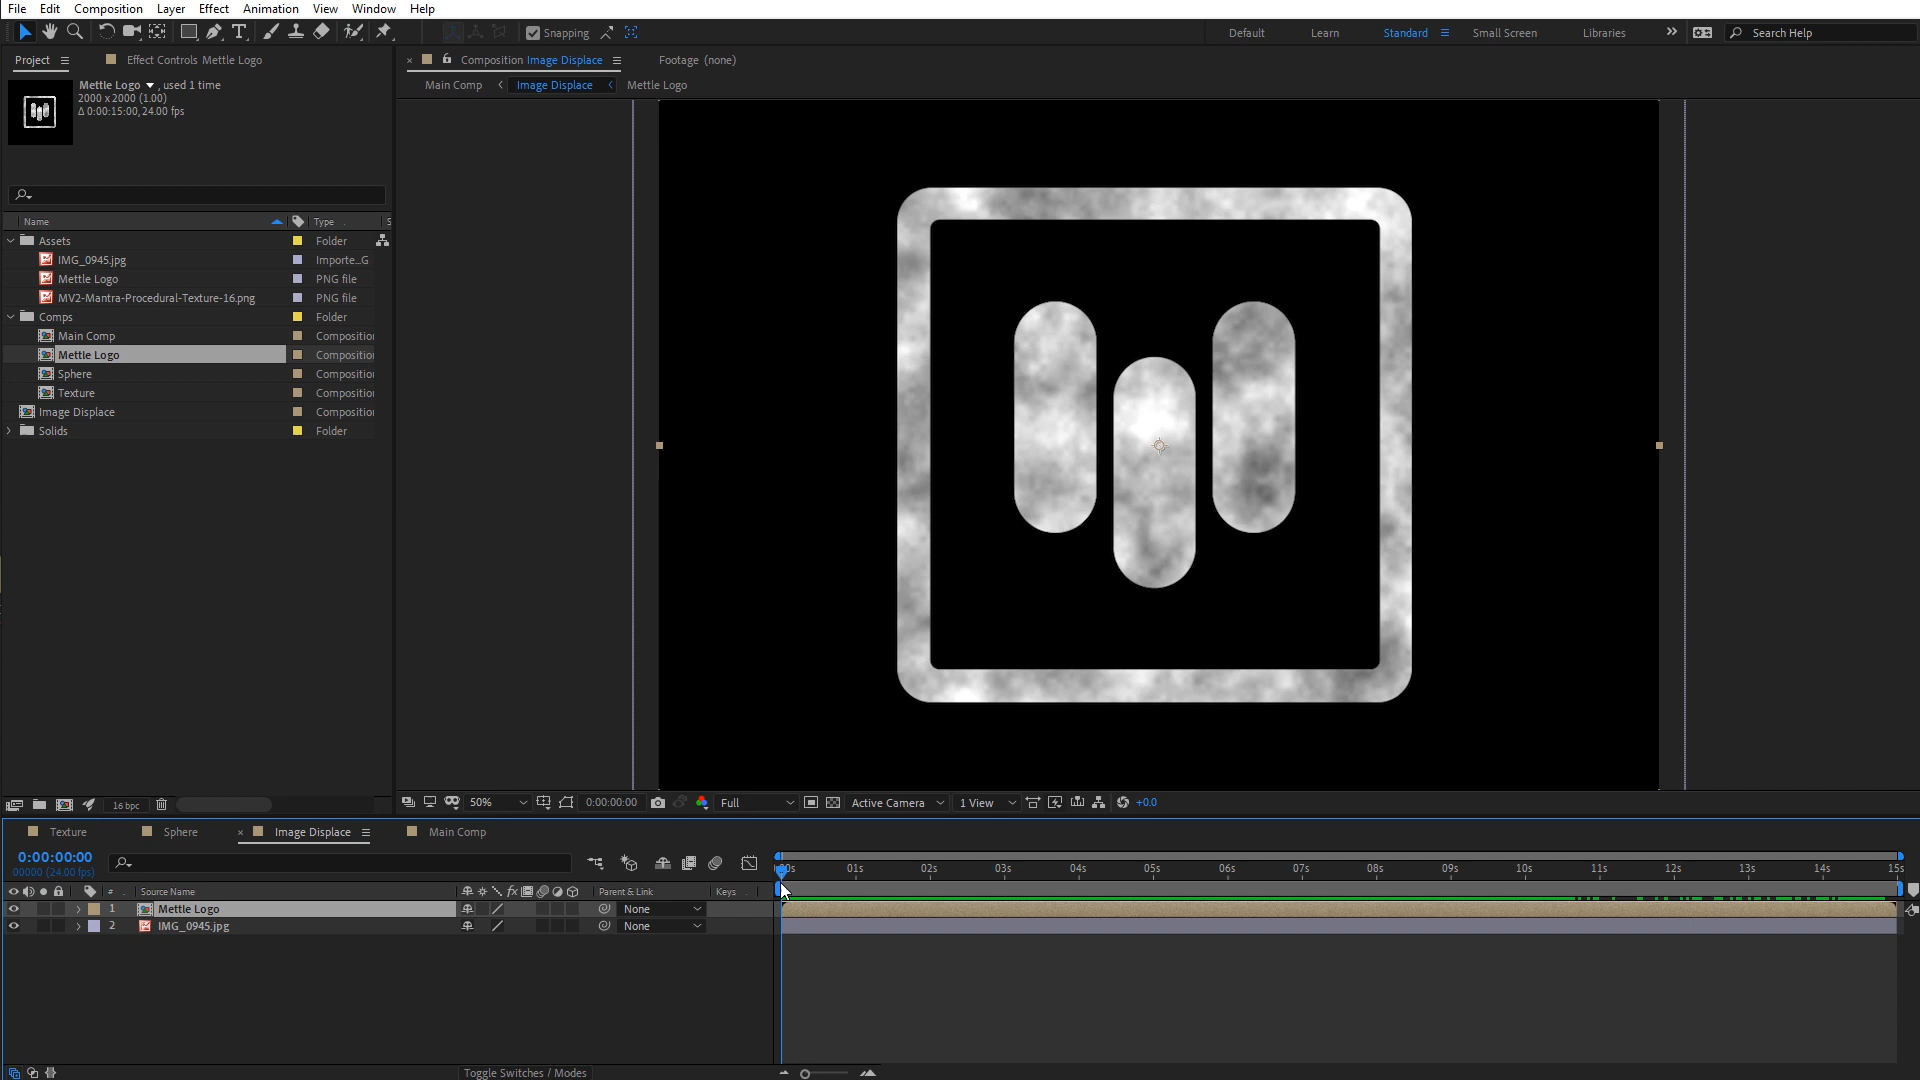 File Edit Composition Layer Effect Animation View Window Help
Snapping Default Learn Standard Small Screen Libraries Search Help
Project Effect Controls Mettle Logo Composition Image Displace Footage (none)
Main Comp Image Displace Mettle Logo
Mettle Logo , used 1 time
2000 x 2000 (1.00)
Δ 0:00:15:00, 24.00 fps
Name Type S
Assets Folder
IMG_0945.jpg Importe...G
Mettle Logo PNG file
MV2-Mantra-Procedural-Texture-16.png PNG file
Comps Folder
Main Comp Composition
Mettle Logo Composition
Sphere Composition
Texture Composition
Image Displace Composition
Solids Folder
16 bpc 50% 0:00:00:00 Full Active Camera 1 View +0.0
Texture Sphere Image Displace Main Comp
0:00:00:00
00000 (24.00 fps)
00s 01s 02s 03s 04s 05s 06s 07s 08s 09s 10s 11s 12s 13s 14s 15s
# Source Name fx Parent & Link Keys
1 Mettle Logo None
2 IMG_0945.jpg None
Toggle Switches / Modes